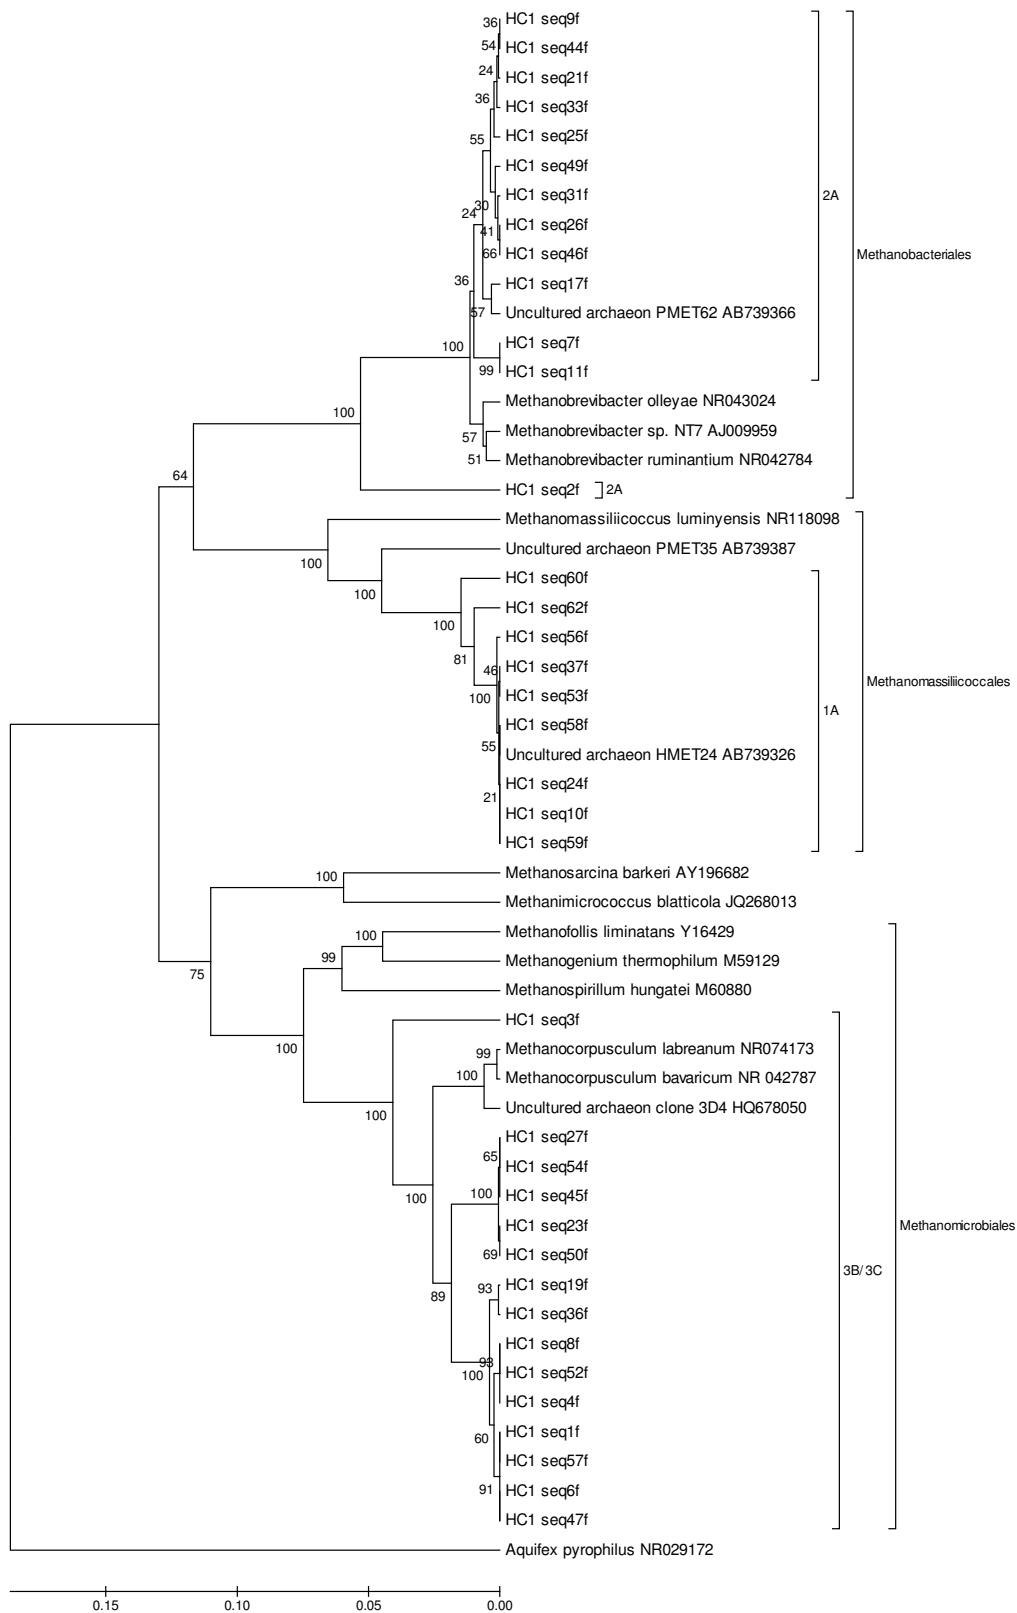 36
HC1 seq9f
54
HC1 seq44f
24
HC1 seq21f
36
HC1 seq33f
55
HC1 seq25f
HC1 seq49f
30
HC1 seq31f
2A
24
41
HC1 seq26f
66
HC1 seq46f
Methanobacteriales
36
HC1 seq17f
57
Uncultured archaeon PMET62 AB739366
100
HC1 seq7f
99
HC1 seq11f
100
Methanobrevibacter olleyae NR043024
57
Methanobrevibacter sp. NT7 AJ009959
51
Methanobrevibacter ruminantium NR042784
64
HC1 seq2f
2A
Methanomassiliicoccus luminyensis NR118098
100
Uncultured archaeon PMET35 AB739387
100
HC1 seq60f
100
HC1 seq62f
81
HC1 seq56f
46
HC1 seq37f
Methanomassiliicoccales
100
HC1 seq53f
1A
HC1 seq58f
55
Uncultured archaeon HMET24 AB739326
HC1 seq24f
21
HC1 seq10f
HC1 seq59f
100
Methanosarcina barkeri AY196682
Methanimicrococcus blatticola JQ268013
100
Methanofollis liminatans Y16429
99
Methanogenium thermophilum M59129
75
Methanospirillum hungatei M60880
HC1 seq3f
100
99
Methanocorpusculum labreanum NR074173
100
Methanocorpusculum bavaricum NR 042787
100
Uncultured archaeon clone 3D4 HQ678050
HC1 seq27f
65
HC1 seq54f
100
100
HC1 seq45f
HC1 seq23f
Methanomicrobiales
69
HC1 seq50f
3B/3C
89
93
HC1 seq19f
HC1 seq36f
HC1 seq8f
93
100
HC1 seq52f
HC1 seq4f
60
HC1 seq1f
HC1 seq57f
91
HC1 seq6f
HC1 seq47f
Aquifex pyrophilus NR029172
0.15 0.10 0.05 0.00